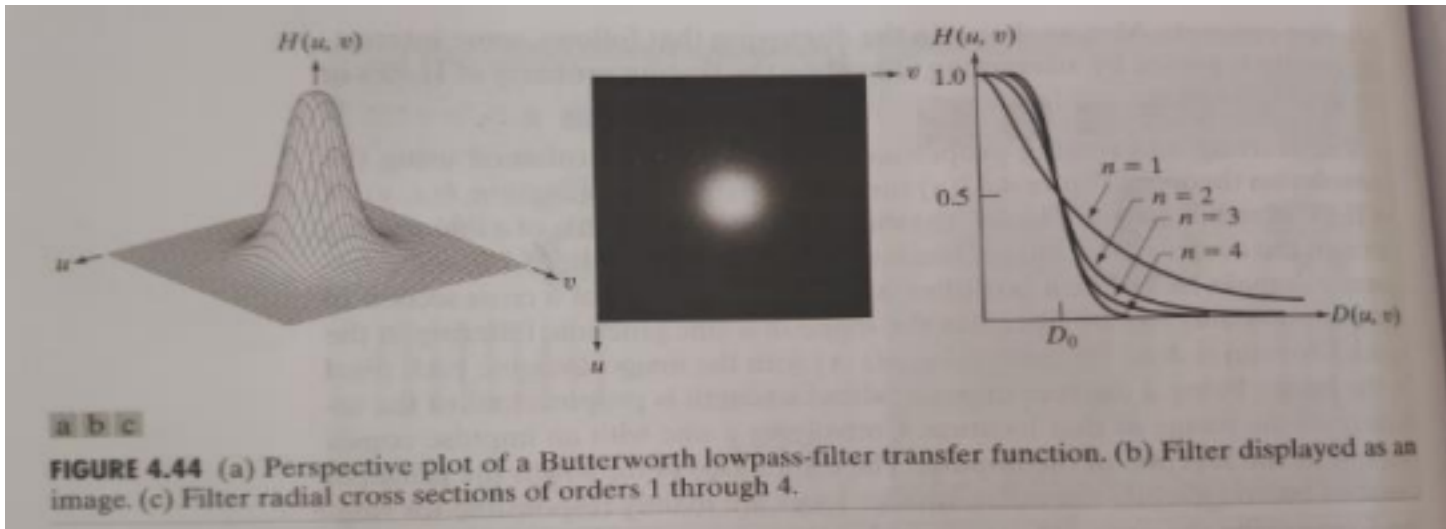 H(u, v)
u
v
v
u
H(u, v)
1.0
0.5
n = 1
n = 2
n = 3
n = 4
D₀
D(u, v)
a b c
FIGURE 4.44 (a) Perspective plot of a Butterworth lowpass-filter transfer function. (b) Filter displayed as an
image. (c) Filter radial cross sections of orders 1 through 4.